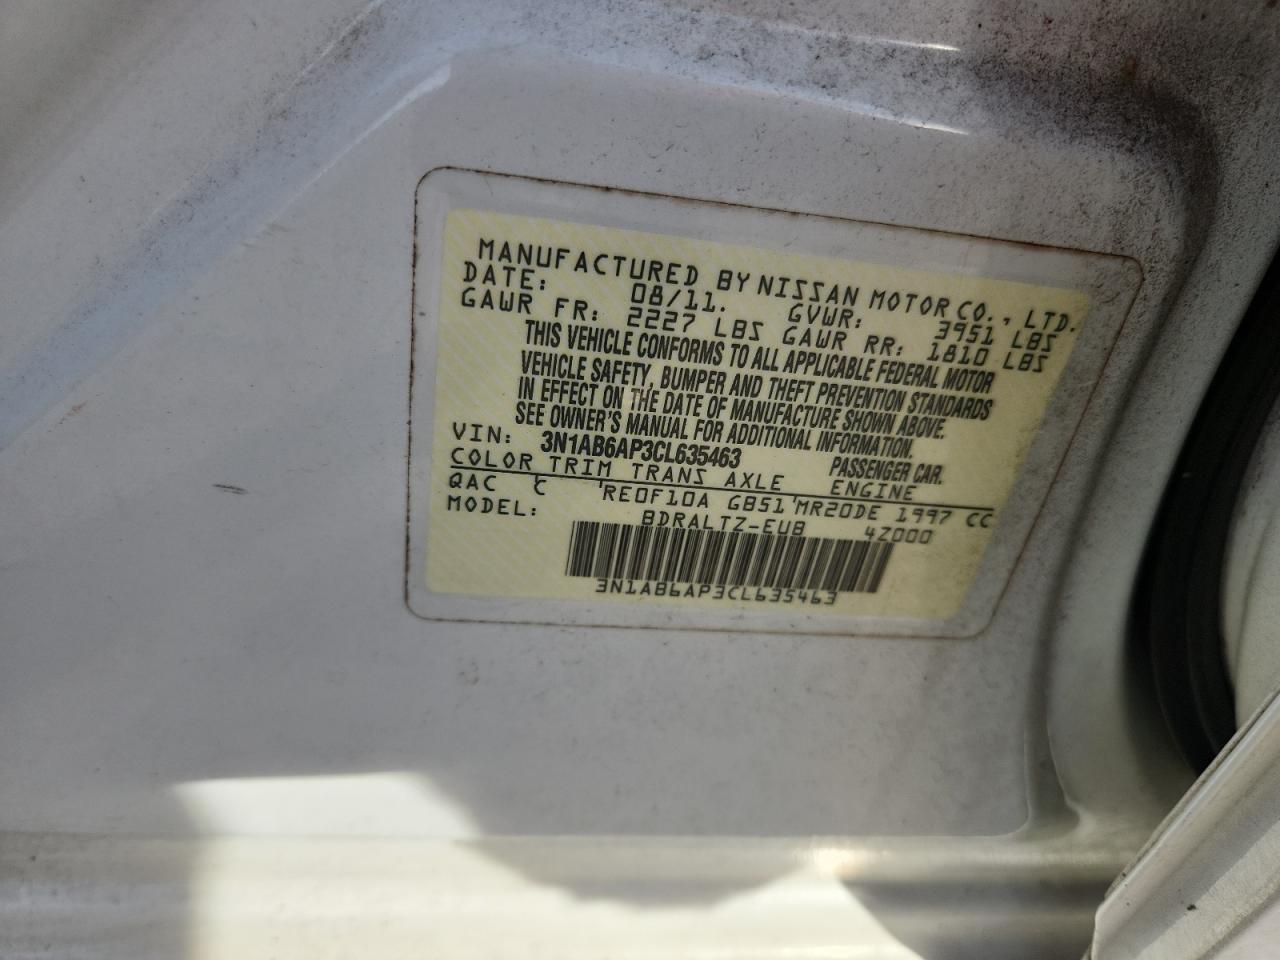 MANUFACTURED BY NISSAN MOTOR CO., LTD.
DATE: 08/11. GVWR: 3951 LBS
GAWR FR: 2227 LBS GAWR RR: 1810 LBS
THIS VEHICLE CONFORMS TO ALL APPLICABLE FEDERAL MOTOR
VEHICLE SAFETY, BUMPER AND THEFT PREVENTION STANDARDS
IN EFFECT ON THE DATE OF MANUFACTURE SHOWN ABOVE.
SEE OWNER'S MANUAL FOR ADDITIONAL INFORMATION.
VIN: 3N1AB6AP3CL635463 PASSENGER CAR.
COLOR TRIM TRANS AXLE ENGINE
QAC C 'RE0F10A GB51'MR20DE 1997 CC
MODEL: BDRALTZ-EUB 4Z000
3N1AB6AP3CL635463